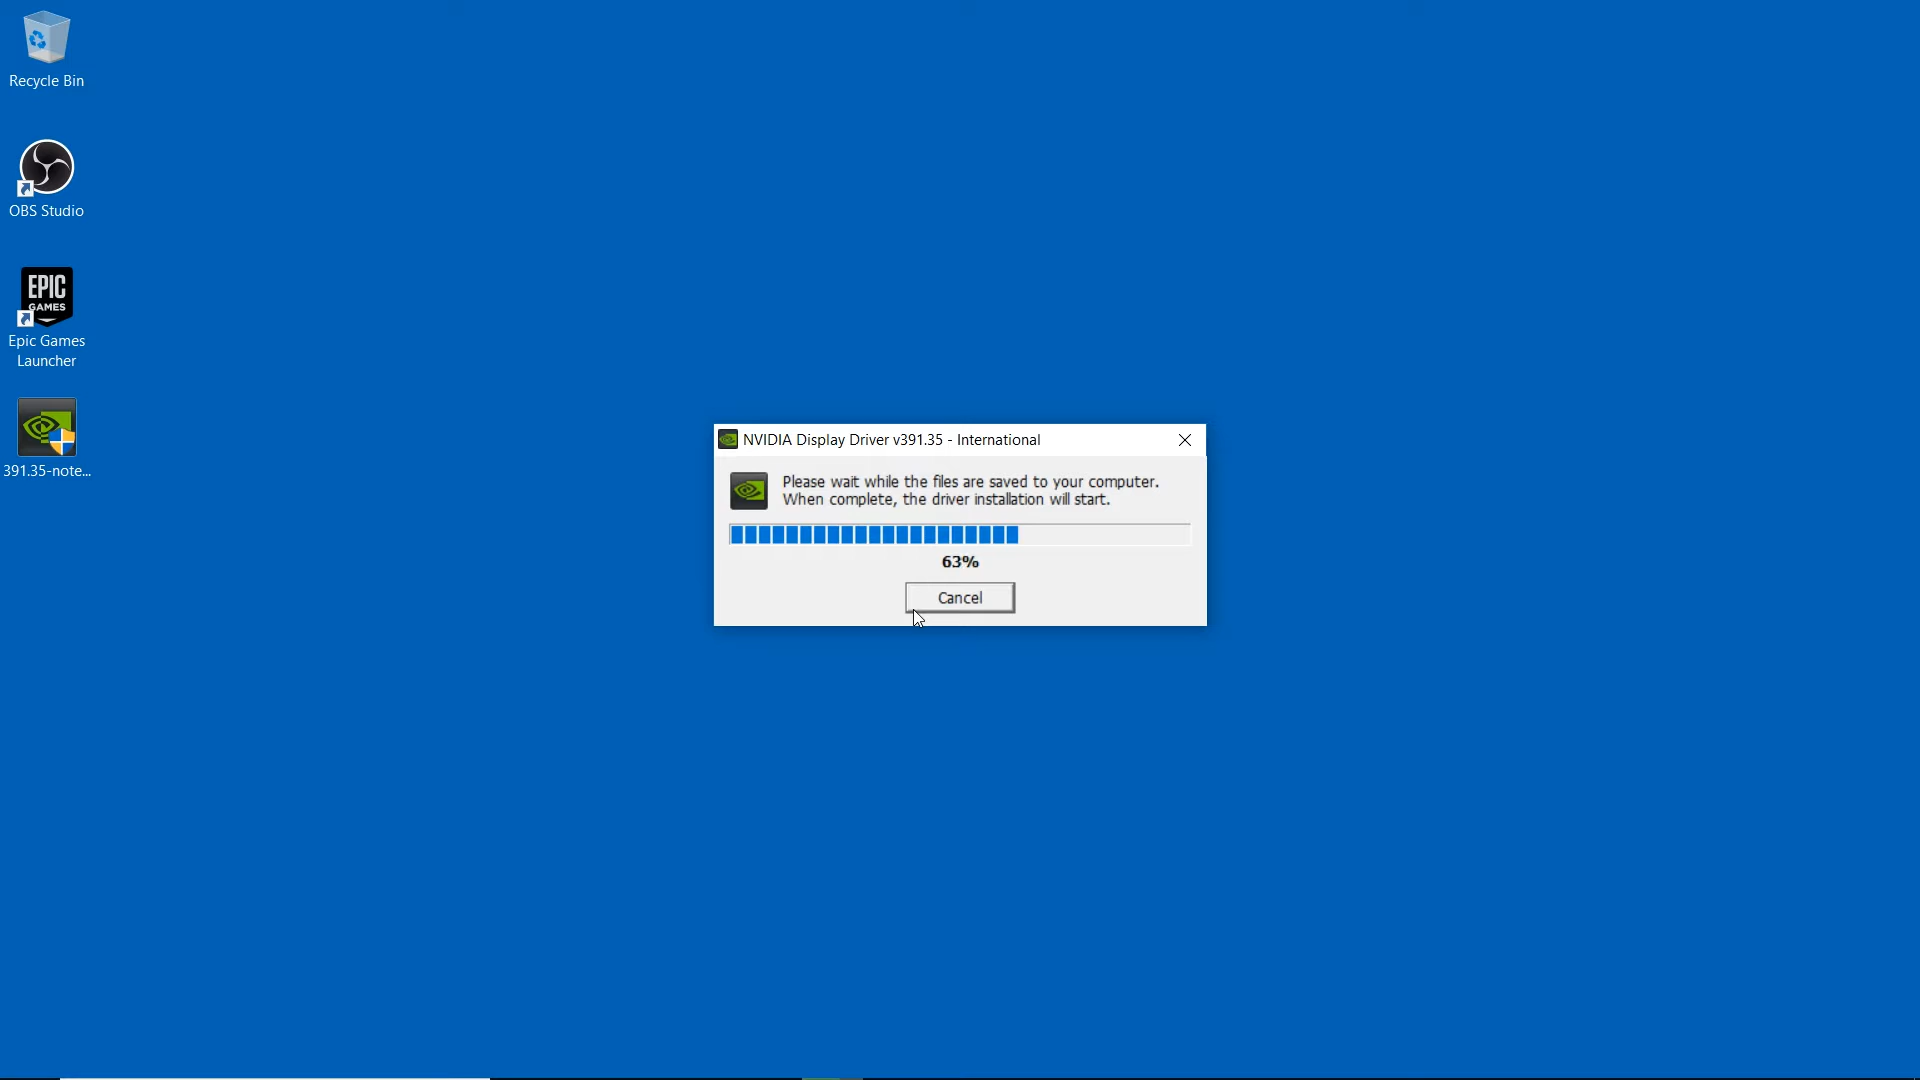 Recycle Bin
OBS Studio
EPIC
GAMES
Epic Games
Launcher
391.35-note...
NVIDIA Display Driver v391.35 - International
Please wait while the files are saved to your computer.
When complete, the driver installation will start.
63%
Cancel